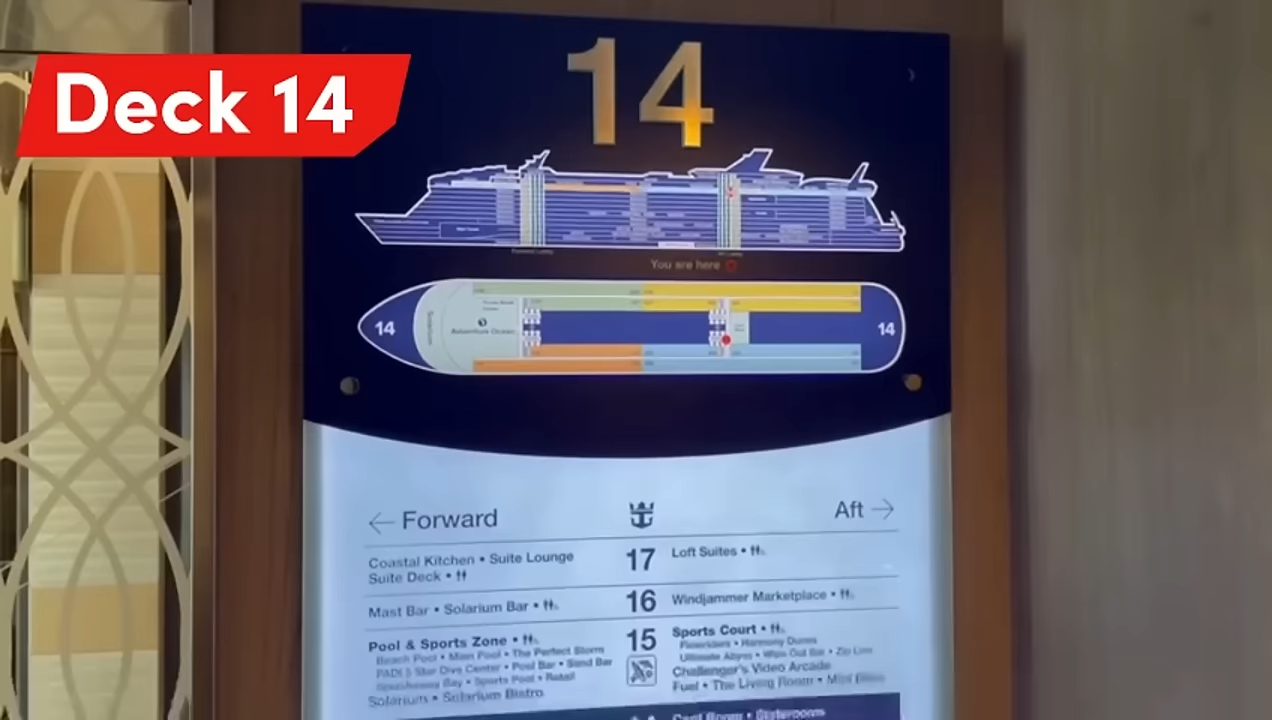 Deck 14
14
You are here
14
Solarium
Adventure Ocean
14
← Forward
Aft →
Coastal Kitchen • Suite Lounge
Suite Deck •
17
Loft Suites •
Mast Bar • Solarium Bar •
16
Windjammer Marketplace •
Pool & Sports Zone •
Beach Pool • Main Pool • The Perfect Storm
PADI 5 Star Dive Center • Pool Bar • Sand Bar
Splashaway Bay • Sports Pool • Retail
Solarium • Solarium Bistro
15
Sports Court •
Flowriders • Harmony Dunes
Ultimate Abyss • Wipe Out Bar • Zip Line
Challenger's Video Arcade
Fuel • The Living Room • Mini Bites
Card Room • Staterooms